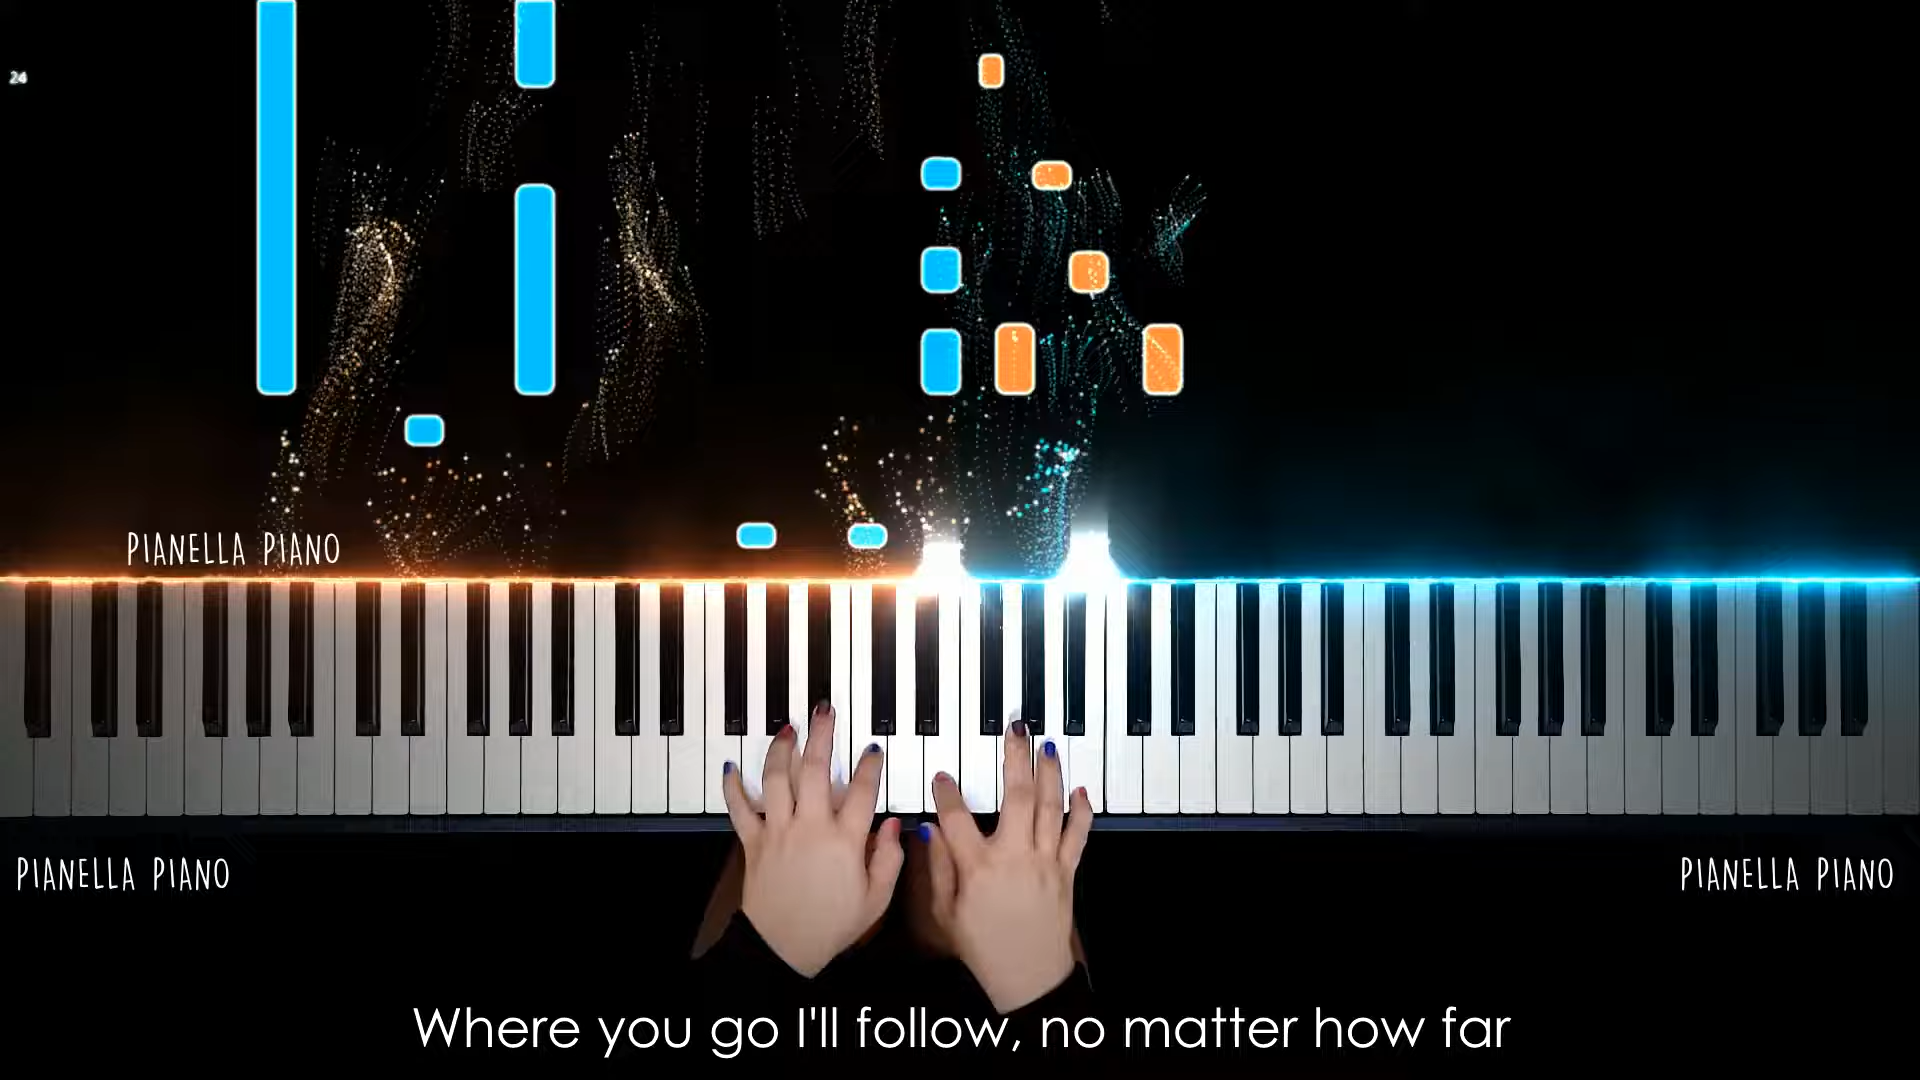 24
PIANELLA PIANO
PIANELLA PIANO
PIANELLA PIANO
Where you go I'll follow, no matter how far